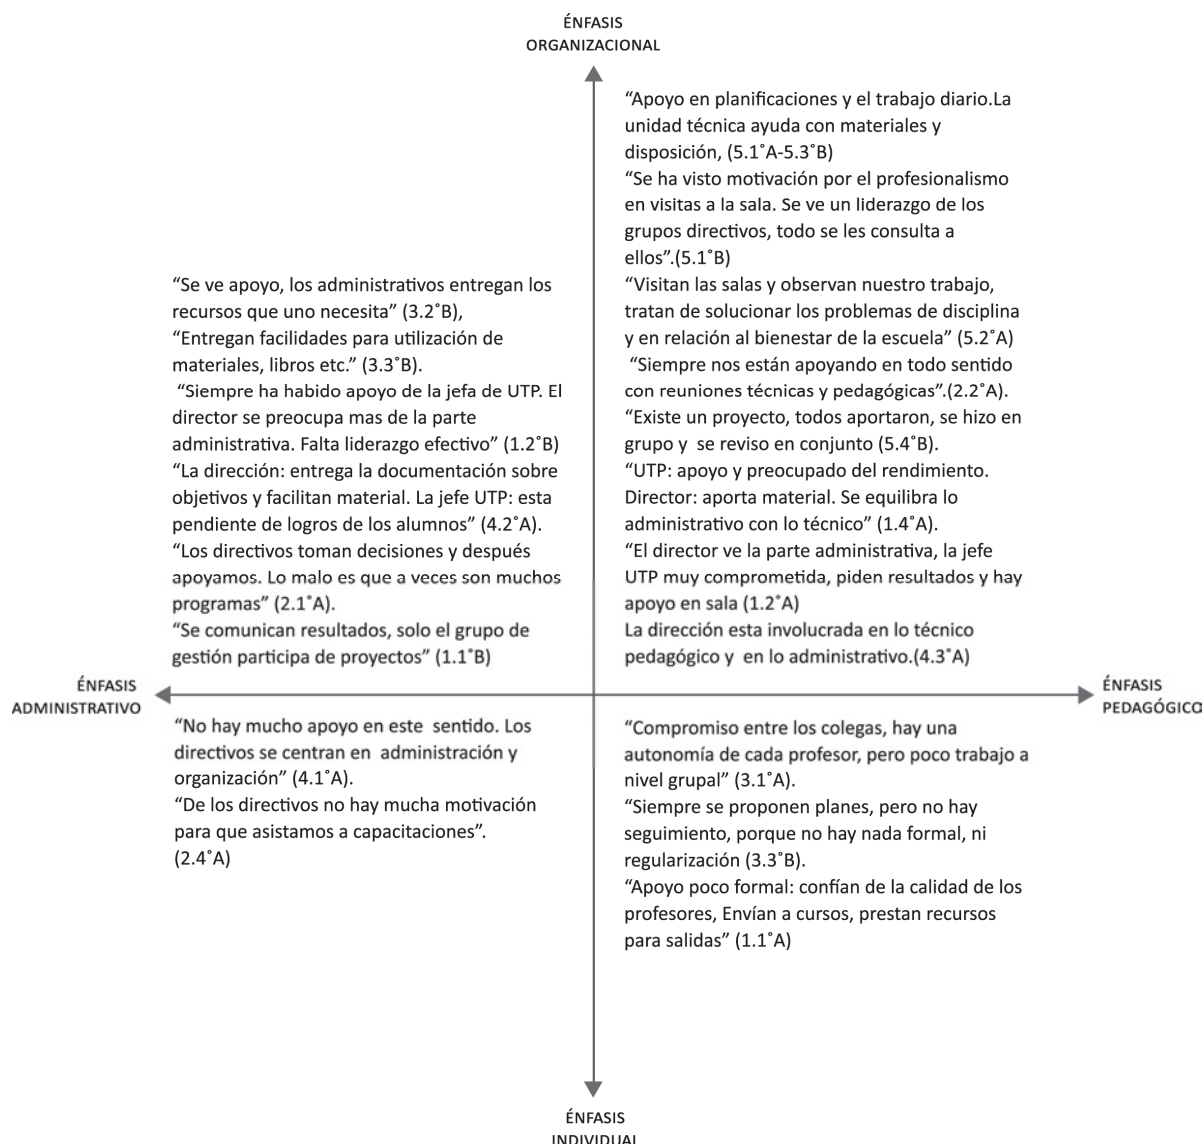 ÉNFASIS
ORGANIZACIONAL
“Apoyo en planificaciones y el trabajo diario.La
unidad técnica ayuda con materiales y
disposición, (5.1˚A-5.3˚B)
“Se ha visto motivación por el profesionalismo
en visitas a la sala. Se ve un liderazgo de los
grupos directivos, todo se les consulta a
ellos”.(5.1˚B)
“Visitan las salas y observan nuestro trabajo,
tratan de solucionar los problemas de disciplina
y en relación al bienestar de la escuela” (5.2˚A)
“Siempre nos están apoyando en todo sentido
con reuniones técnicas y pedagógicas”.(2.2˚A).
“Existe un proyecto, todos aportaron, se hizo en
grupo y  se reviso en conjunto (5.4˚B).
“UTP: apoyo y preocupado del rendimiento.
Director: aporta material. Se equilibra lo
administrativo con lo técnico” (1.4˚A).
“El director ve la parte administrativa, la jefe
UTP muy comprometida, piden resultados y hay
apoyo en sala (1.2˚A)
La dirección esta involucrada en lo técnico
pedagógico y  en lo administrativo.(4.3˚A)
“Se ve apoyo, los administrativos entregan los
recursos que uno necesita” (3.2˚B),
“Entregan facilidades para utilización de
materiales, libros etc.” (3.3˚B).
“Siempre ha habido apoyo de la jefa de UTP. El
director se preocupa mas de la parte
administrativa. Falta liderazgo efectivo” (1.2˚B)
“La dirección: entrega la documentación sobre
objetivos y facilitan material. La jefe UTP: esta
pendiente de logros de los alumnos” (4.2˚A).
“Los directivos toman decisiones y después
apoyamos. Lo malo es que a veces son muchos
programas” (2.1˚A).
“Se comunican resultados, solo el grupo de
gestión participa de proyectos” (1.1˚B)
ÉNFASIS
ADMINISTRATIVO
ÉNFASIS
PEDAGÓGICO
“No hay mucho apoyo en este  sentido. Los
directivos se centran en  administración y
organización” (4.1˚A).
“De los directivos no hay mucha motivación
para que asistamos a capacitaciones”.
(2.4˚A)
“Compromiso entre los colegas, hay una
autonomía de cada profesor, pero poco trabajo a
nivel grupal” (3.1˚A).
“Siempre se proponen planes, pero no hay
seguimiento, porque no hay nada formal, ni
regularización (3.3˚B).
“Apoyo poco formal: confían de la calidad de los
profesores, Envían a cursos, prestan recursos
para salidas” (1.1˚A)
ÉNFASIS
INDIVIDUAL